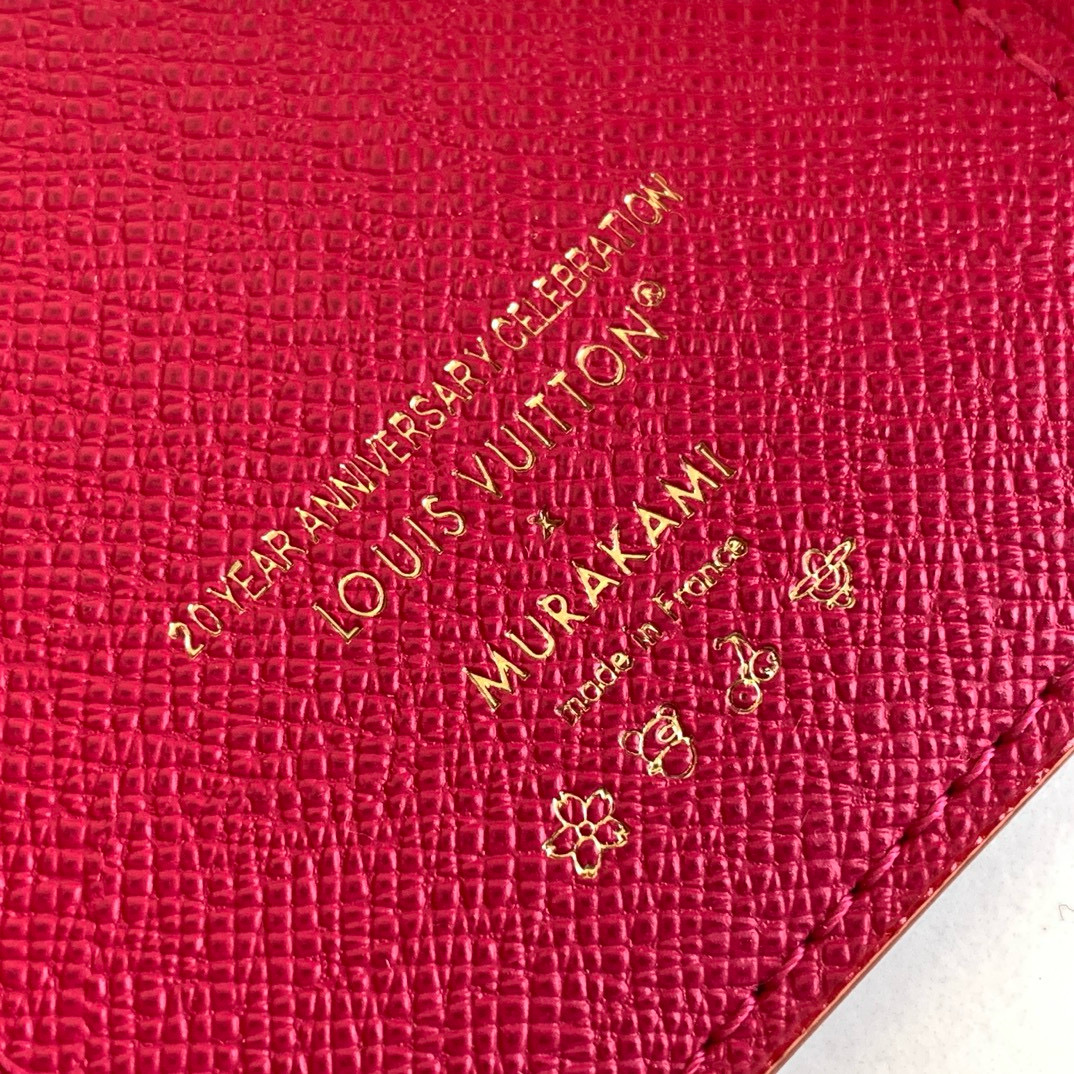 20 YEAR ANNIVERSARY CELEBRATION
LOUIS VUITTON®
x
MURAKAMI
made in France